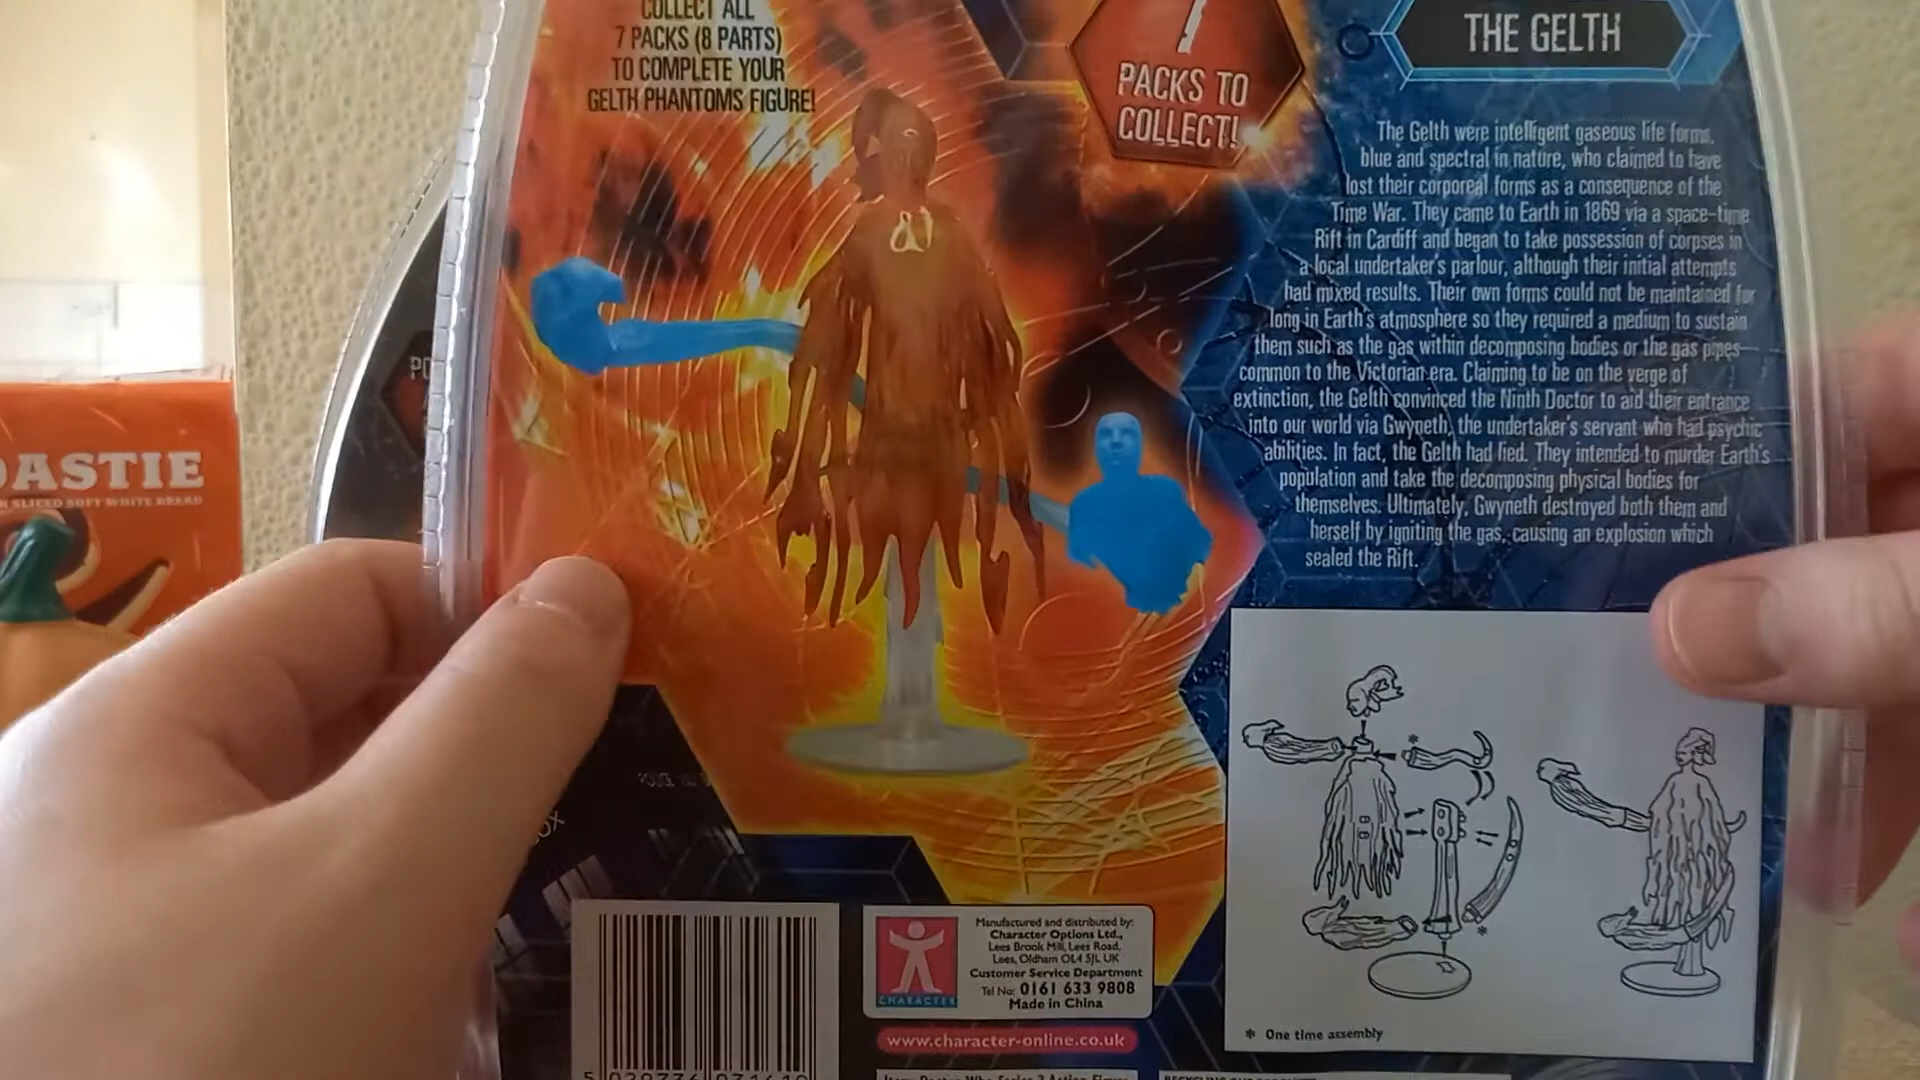 COLLECT ALL
7 PACKS (8 PARTS)
TO COMPLETE YOUR
GELTH PHANTOMS FIGURE!
7
PACKS TO
COLLECT!
THE GELTH
The Gelth were intelligent gaseous life forms,
blue and spectral in nature, who claimed to have
lost their corporeal forms as a consequence of the
Time War. They came to Earth in 1869 via a space-time
Rift in Cardiff and began to take possession of corpses in
a local undertaker's parlour, although their initial attempts
had mixed results. Their own forms could not be maintained for
long in Earth's atmosphere so they required a medium to sustain
them such as the gas within decomposing bodies or the gas pipes
common to the Victorian era. Claiming to be on the verge of
extinction, the Gelth convinced the Ninth Doctor to aid their entrance
into our world via Gwyneth, the undertaker's servant who had psychic
abilities. In fact, the Gelth had lied. They intended to murder Earth's
population and take the decomposing physical bodies for
themselves. Ultimately, Gwyneth destroyed both them and
herself by igniting the gas, causing an explosion which
sealed the Rift.
OASTIE
SLICED SOFT WHITE BREAD
PO
*
*
* One time assembly
CHARACTER
Manufactured and distributed by:
Character Options Ltd.,
Lees Brook Mill, Lees Road,
Lees, Oldham OL4 5JL UK
Customer Service Department
Tel No: 0161 633 9808
Made in China
www.character-online.co.uk